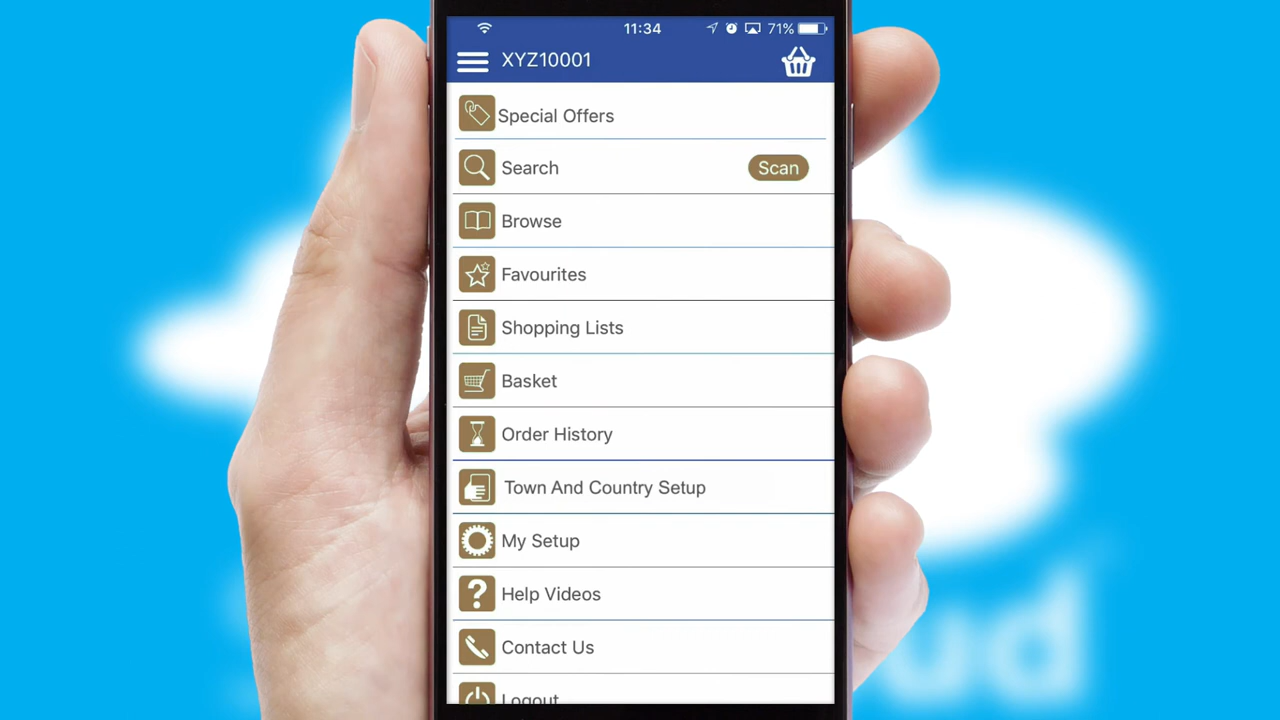 11:34
71%
XYZ10001
Special Offers
Search
Scan
Browse
Favourites
Shopping Lists
Basket
Order History
Town And Country Setup
My Setup
Help Videos
Contact Us
Logout